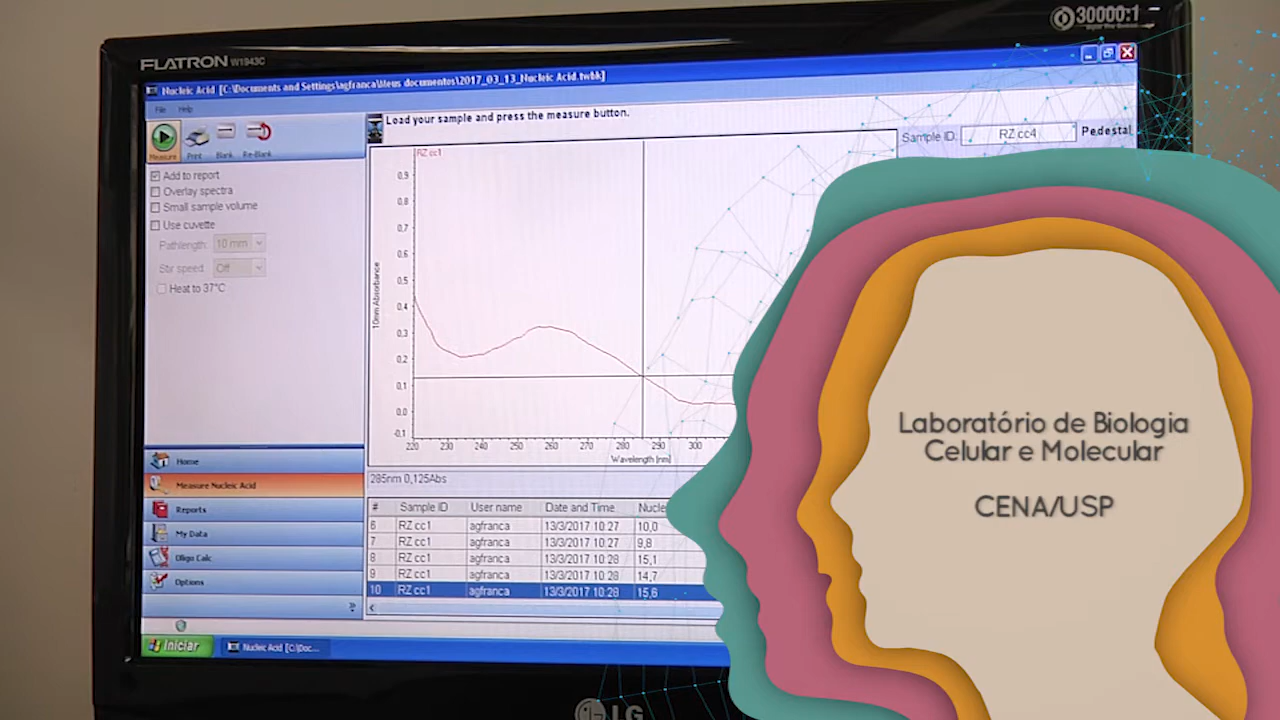 30000:1
FLATRON W1943C
Nucleic Acid [C:\Documents and Settings\agfranca\Meus documentos\2017_03_13_Nucleic Acid.twbk]
File Help
Load your sample and press the measure button.
Sample ID: RZ cc4 Pedestal
Measure Print Blank Re-Blank
Add to report
Overlay spectra
Small sample volume
Use cuvette
Pathlength: 10 mm
Stir speed: Off
Heat to 37°C
RZ cc1
10mm Absorbance
0,9
0,8
0,7
0,6
0,5
0,4
0,3
0,2
0,1
0,0
-0,1
220 230 240 250 260 270 280 290 300
Wavelength [nm]
285nm 0,125Abs
Home
Measure Nucleic Acid
Reports
My Data
Oligo Calc
Options
# Sample ID User name Date and Time
6 RZ cc1 agfranca 13/3/2017 10:27 10,0
7 RZ cc1 agfranca 13/3/2017 10:27 9,8
8 RZ cc1 agfranca 13/3/2017 10:28 15,1
9 RZ cc1 agfranca 13/3/2017 10:28 14,7
10 RZ cc1 agfranca 13/3/2017 10:28 15,6
Iniciar
Nucleic Acid [C:\Doc...
LG
Laboratório de Biologia
Celular e Molecular
CENA/USP